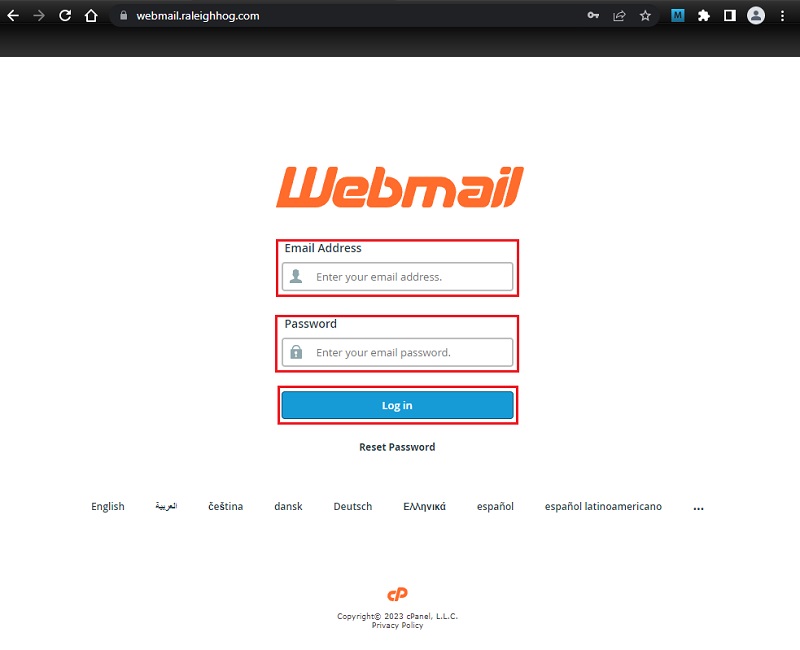 webmail.raleighhog.com
M
Webmail
Email Address
Enter your email address.
Password
Enter your email password.
Log in
Reset Password
English العربية čeština dansk Deutsch Ελληνικά español español latinoamericano ...
cP
Copyright© 2023 cPanel, L.L.C.
Privacy Policy